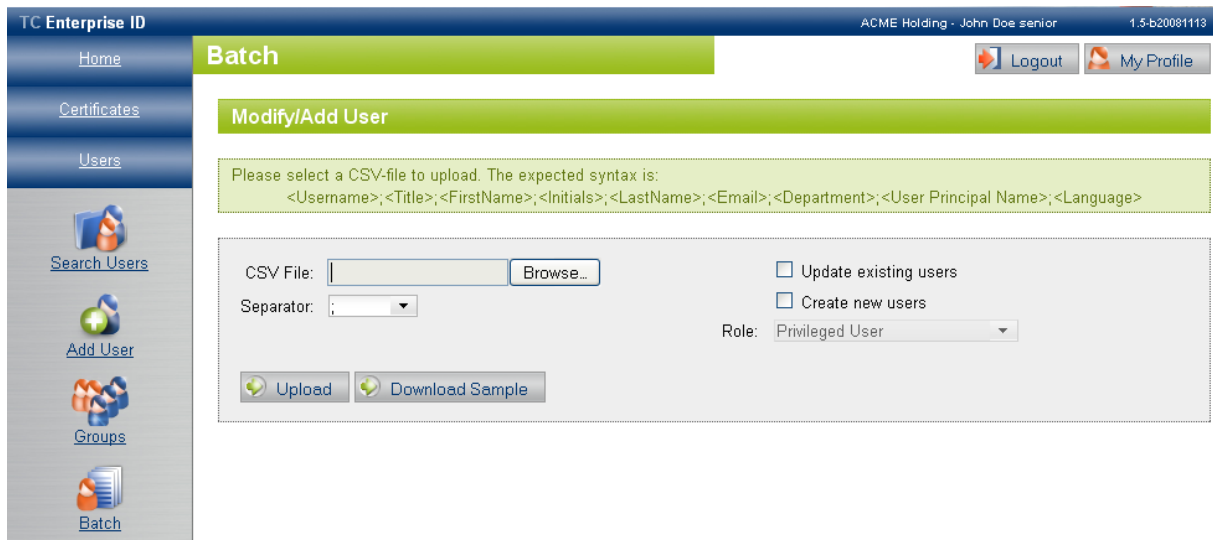 TC Enterprise ID ACME Holding - John Doe senior 1.5-b20081113
Home
Batch
Logout My Profile
Certificates
Modify/Add User
Users
Please select a CSV-file to upload. The expected syntax is:
<Username>;<Title>;<FirstName>;<Initials>;<LastName>;<Email>;<Department>;<User Principal Name>;<Language>
Search Users
CSV File: Browse... Update existing users
Separator: ; Create new users
Role: Privileged User
Add User
Upload Download Sample
Groups
Batch